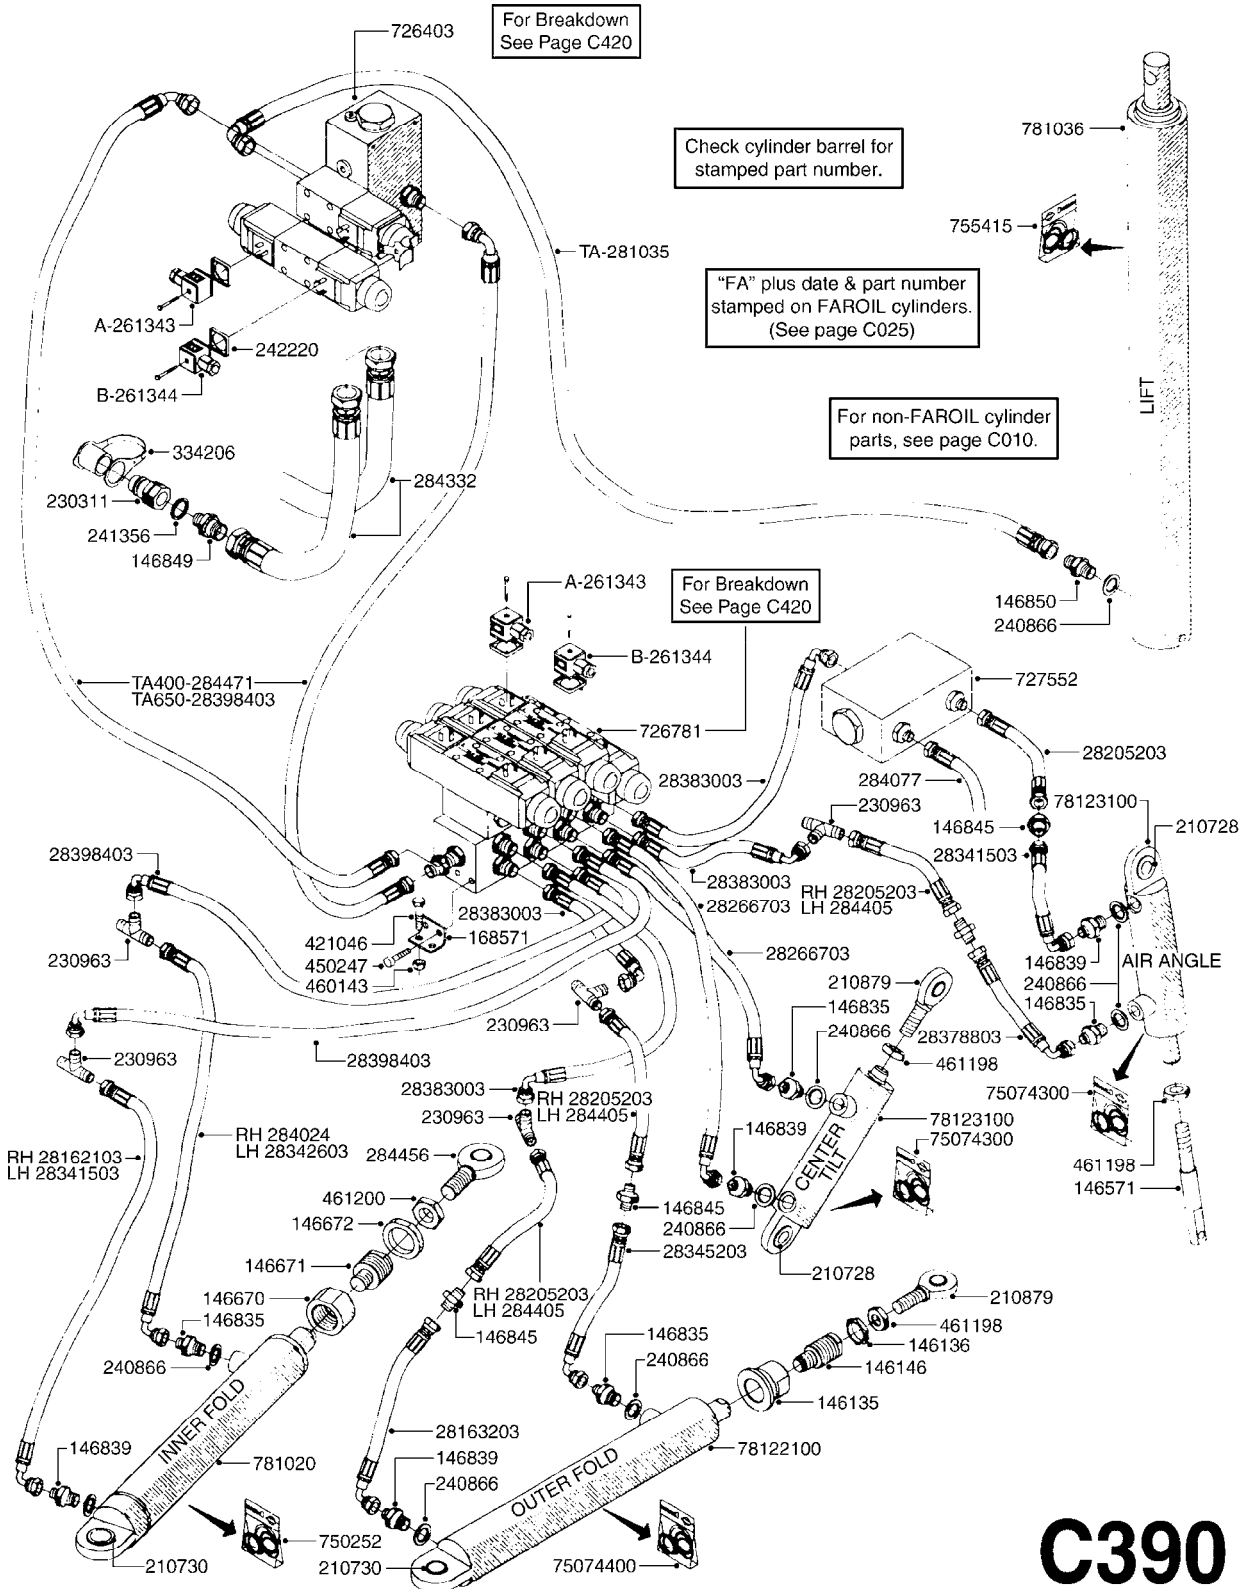 726403
For Breakdown
See Page C420
781036
Check cylinder barrel for
stamped part number.
755415
TA-281035
"FA" plus date & part number
stamped on FAROIL cylinders.
(See page C025)
A-261343
242220
B-261344
LIFT
For non-FAROIL cylinder
parts, see page C010.
334206
284332
230311
241356
146849
A-261343
For Breakdown
See Page C420
146850
240866
B-261344
TA400-284471
TA650-28398403
727552
726781
28205203
28383003
284077
78123100
230963
146845
210728
28398403
28341503
28383003
RH 28205203
LH 284405
28266703
28383003
421046
168571
230963
450247
28266703
146839
AIR ANGLE
460143
210879
240866
146835
146835
230963
240866
28378803
230963
28398403
461198
28383003
RH 28205203
LH 284405
75074300
230963
78123100
RH 284024
LH 28342603
146839
75074300
RH 28162103
LH 28341503
284456
CENTER
TILT
461198
146571
461200
146845
146672
240866
28345203
146671
210728
RH 28205203
LH 284405
210879
146670
146835
146845
146835
461198
146136
240866
240866
146146
146135
INNER FOLD
28163203
146839
146839
78122100
781020
240866
OUTER FOLD
750252
210730
210730
75074400
C390